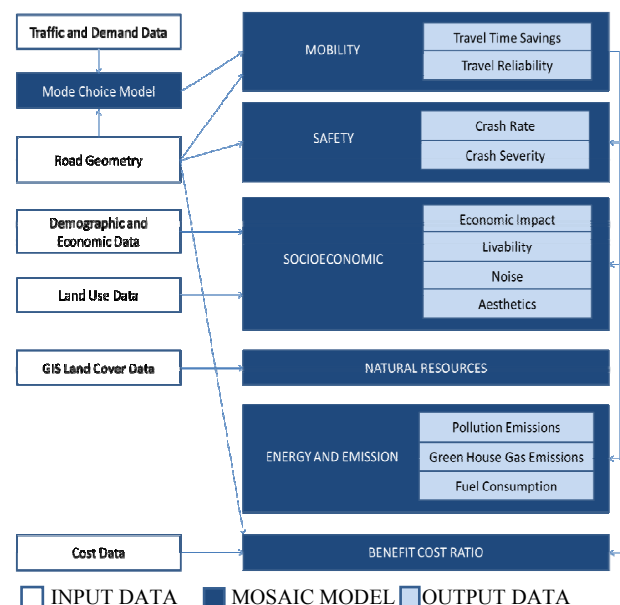 Traffic and Demand Data
Mode Choice Model
Road Geometry
Demographic and
Economic Data
Land Use Data
GIS Land Cover Data
Cost Data
MOBILITY
Travel Time Savings
Travel Reliability
SAFETY
Crash Rate
Crash Severity
SOCIOECONOMIC
Economic Impact
Livability
Noise
Aesthetics
NATURAL RESOURCES
ENERGY AND EMISSION
Pollution Emissions
Green House Gas Emissions
Fuel Consumption
BENEFIT COST RATIO
INPUT DATA MOSAIC MODEL OUTPUT DATA